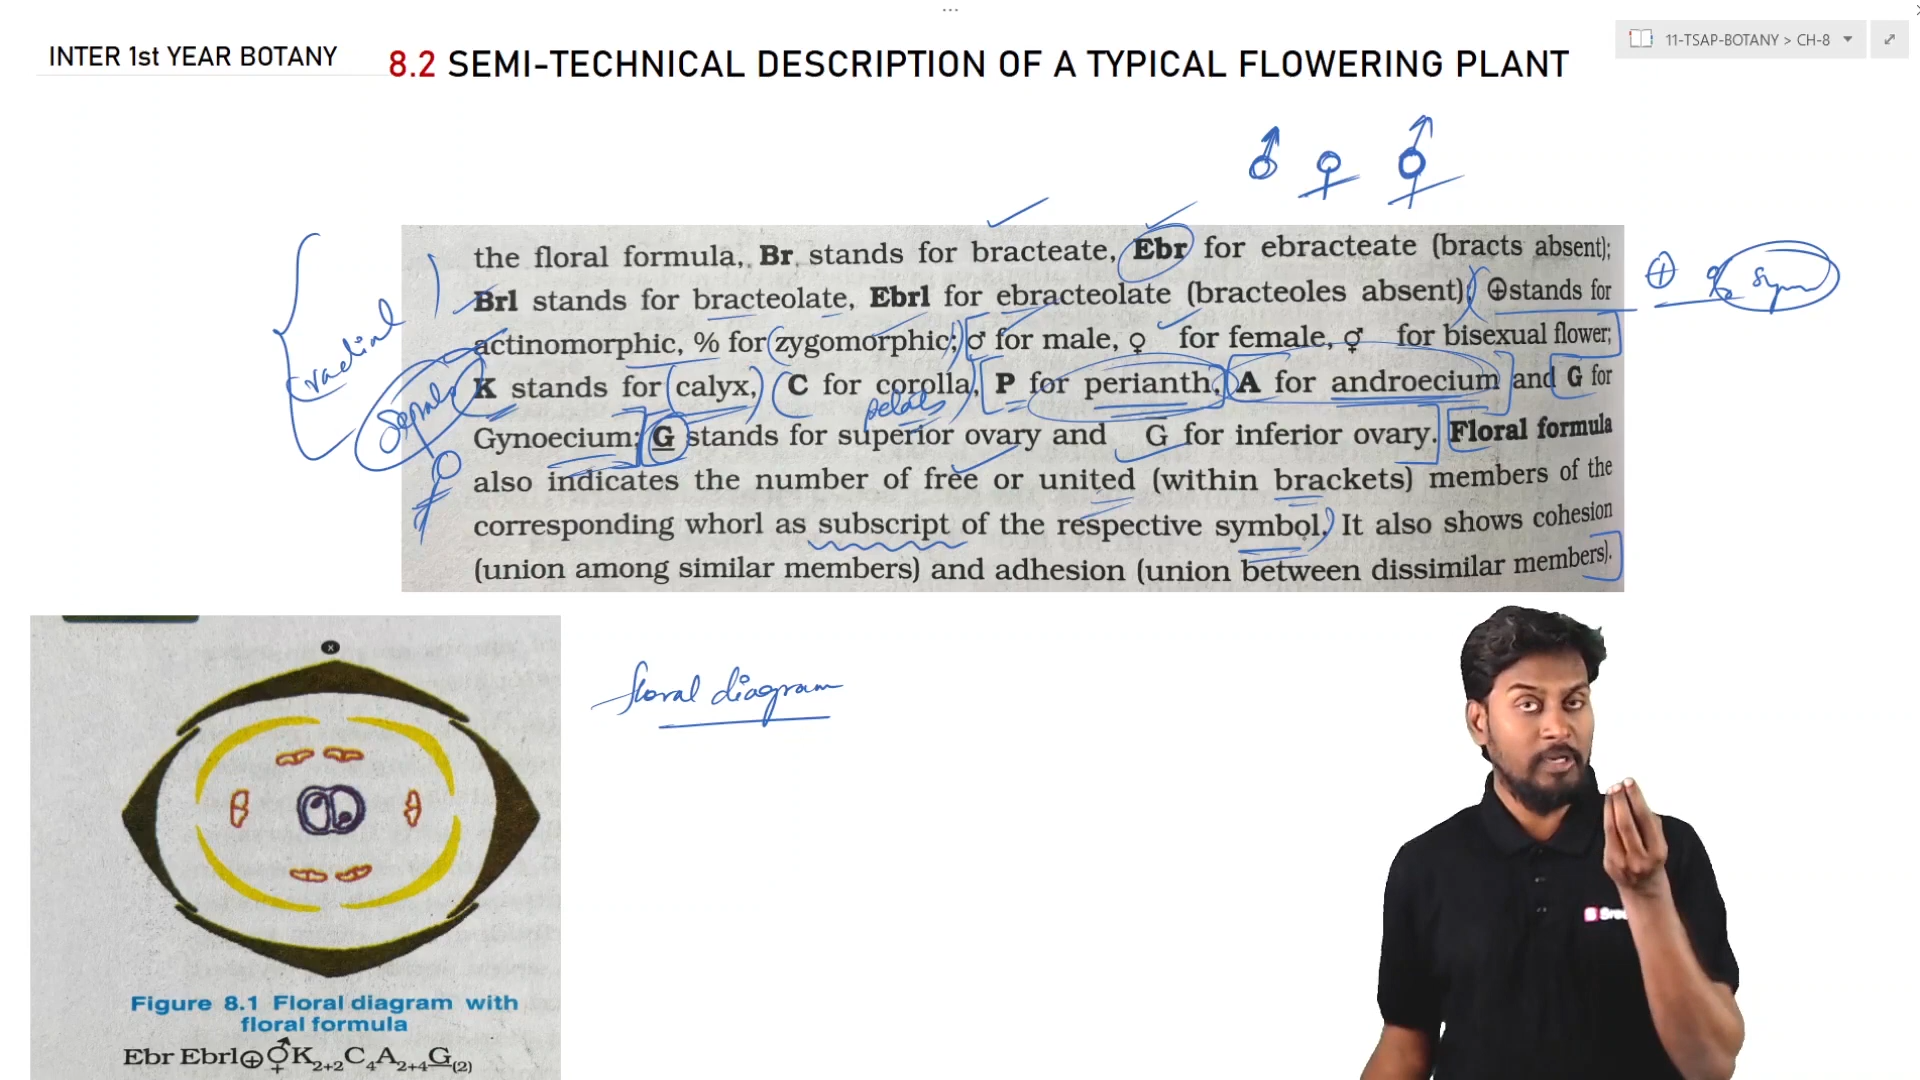 INTER 1st YEAR BOTANY
8.2 SEMI-TECHNICAL DESCRIPTION OF A TYPICAL FLOWERING PLANT
11-TSAP-BOTANY > CH-8
♂ ♀ ⚦
the floral formula, Br stands for bracteate, Ebr for ebracteate (bracts absent);
Brl stands for bracteolate, Ebrl for ebracteolate (bracteoles absent) ⊕stands for
actinomorphic, % for zygomorphic; ♂ for male, ♀ for female, ⚥ for bisexual flower;
K stands for calyx, C for corolla, P for perianth, A for androecium and G for
Gynoecium; G stands for superior ovary and G for inferior ovary. Floral formula
also indicates the number of free or united (within brackets) members of the
corresponding whorl as subscript of the respective symbol. It also shows cohesion
(union among similar members) and adhesion (union between dissimilar members).
radial
sepals
petals
⊕ % sym
floral diagram
Figure 8.1 Floral diagram with
floral formula
Ebr Ebrl⊕⚥K2+2C4A2+4G(2)